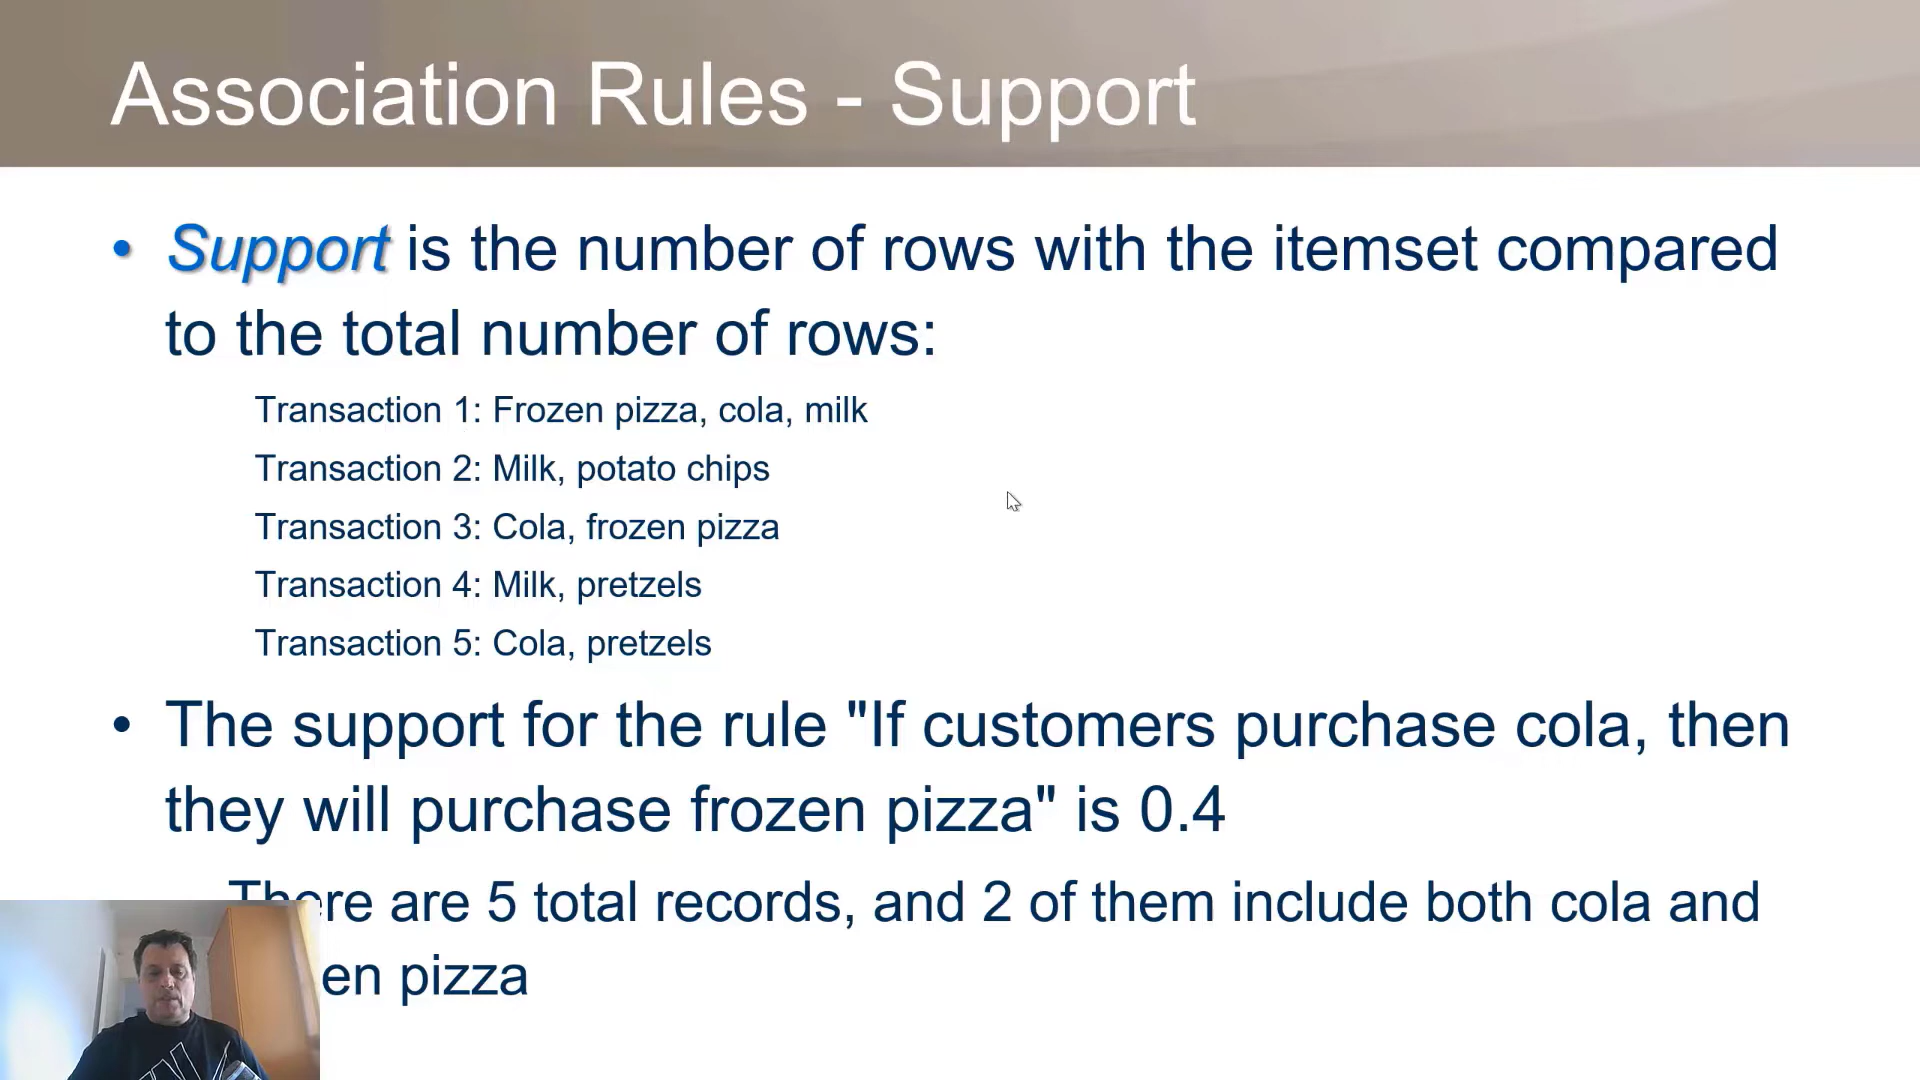 Association Rules - Support
• Support is the number of rows with the itemset compared
to the total number of rows:
Transaction 1: Frozen pizza, cola, milk
Transaction 2: Milk, potato chips
Transaction 3: Cola, frozen pizza
Transaction 4: Milk, pretzels
Transaction 5: Cola, pretzels
• The support for the rule "If customers purchase cola, then
they will purchase frozen pizza" is 0.4
There are 5 total records, and 2 of them include both cola and
en pizza